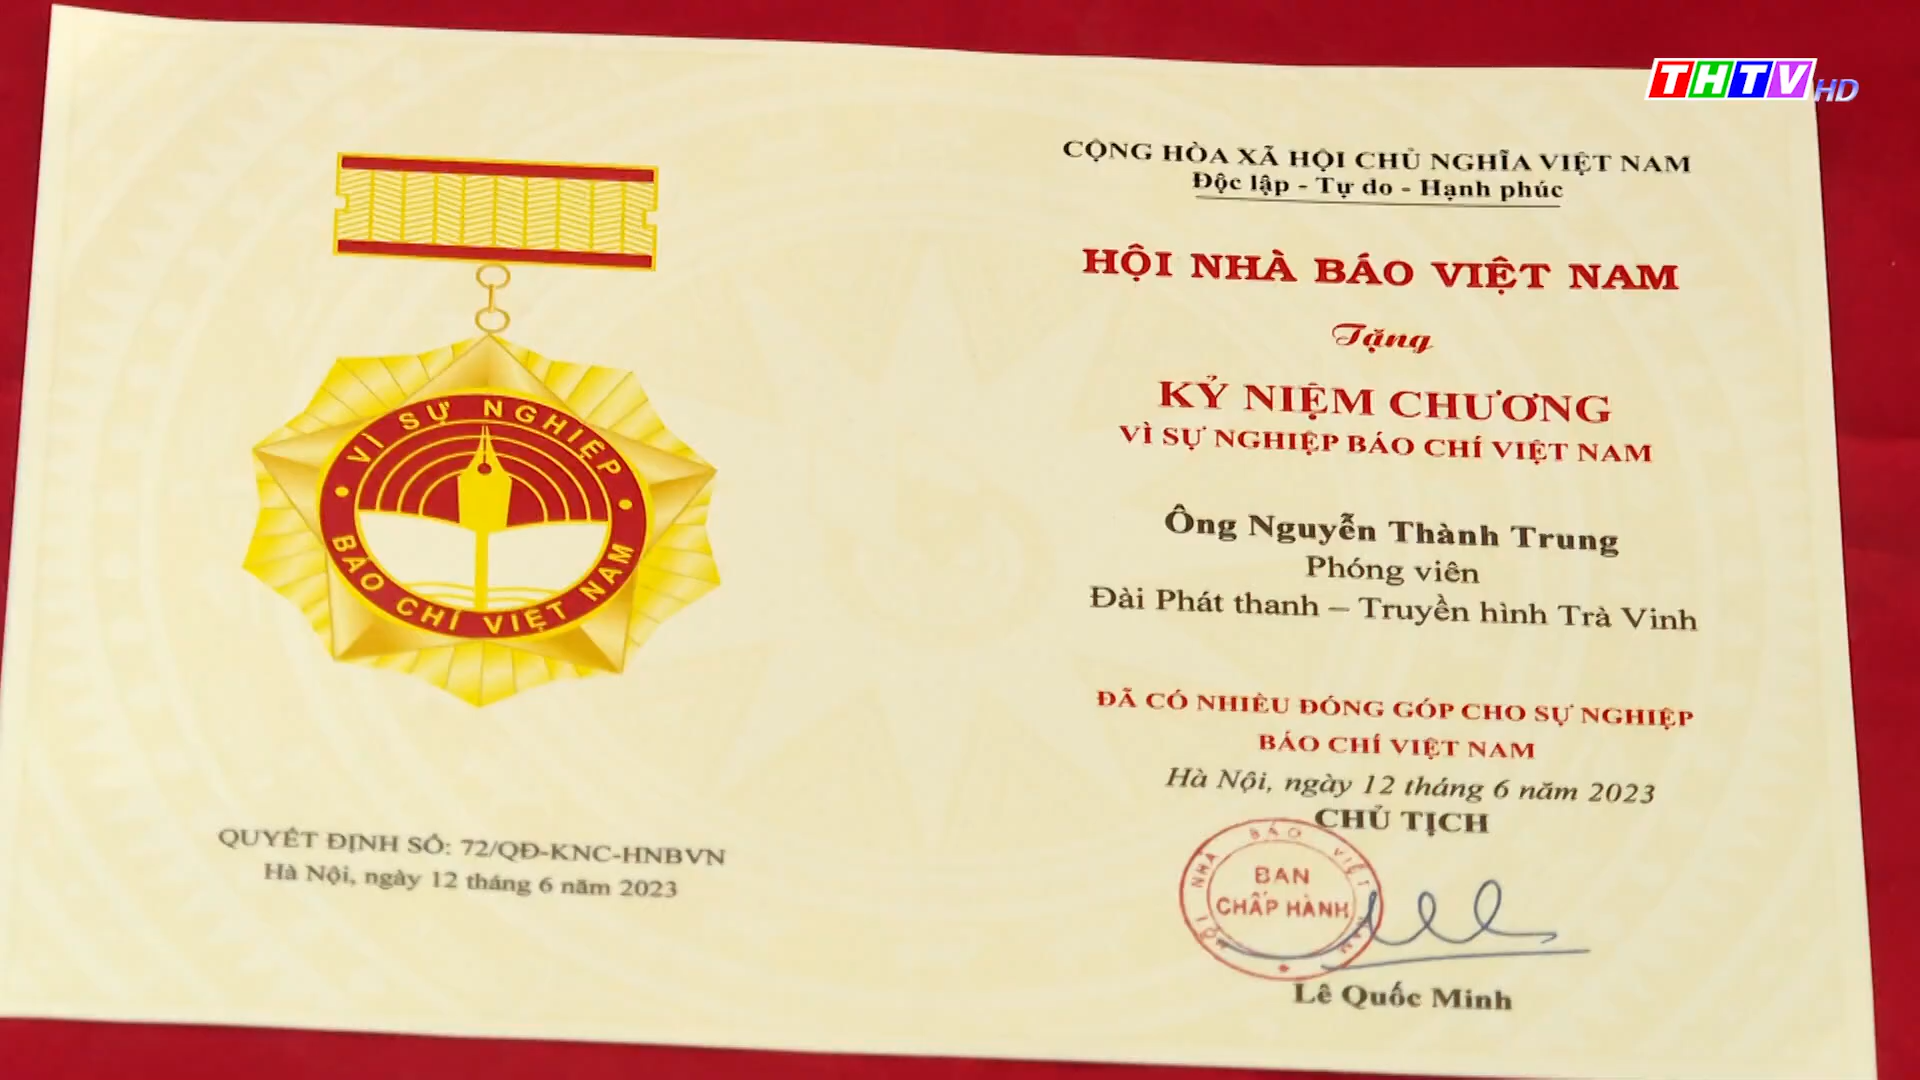 THTV HD
VÌ SỰ NGHIỆP
BÁO CHÍ VIỆT NAM
QUYẾT ĐỊNH SỐ: 72/QĐ-KNC-HNBVN
Hà Nội, ngày 12 tháng 6 năm 2023
CỘNG HÒA XÃ HỘI CHỦ NGHĨA VIỆT NAM
Độc lập - Tự do - Hạnh phúc
HỘI NHÀ BÁO VIỆT NAM
Tặng
KỶ NIỆM CHƯƠNG
VÌ SỰ NGHIỆP BÁO CHÍ VIỆT NAM
Ông Nguyễn Thành Trung
Phóng viên
Đài Phát thanh – Truyền hình Trà Vinh
ĐÃ CÓ NHIỀU ĐÓNG GÓP CHO SỰ NGHIỆP
BÁO CHÍ VIỆT NAM
Hà Nội, ngày 12 tháng 6 năm 2023
CHỦ TỊCH
HỘI NHÀ BÁO VIỆT NAM
BAN
CHẤP HÀNH
Lê Quốc Minh